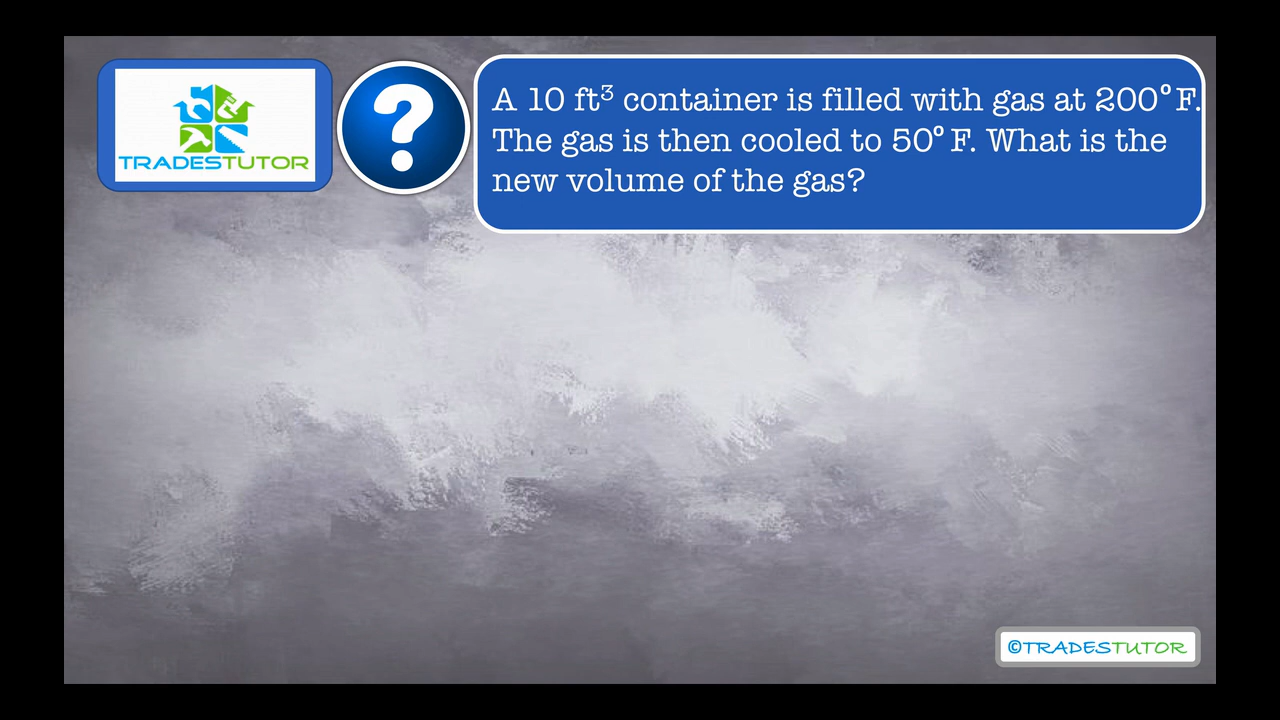 TRADESTUTOR
?
A 10 ft³ container is filled with gas at 200° F.
The gas is then cooled to 50° F. What is the
new volume of the gas?
©TRADESTUTOR